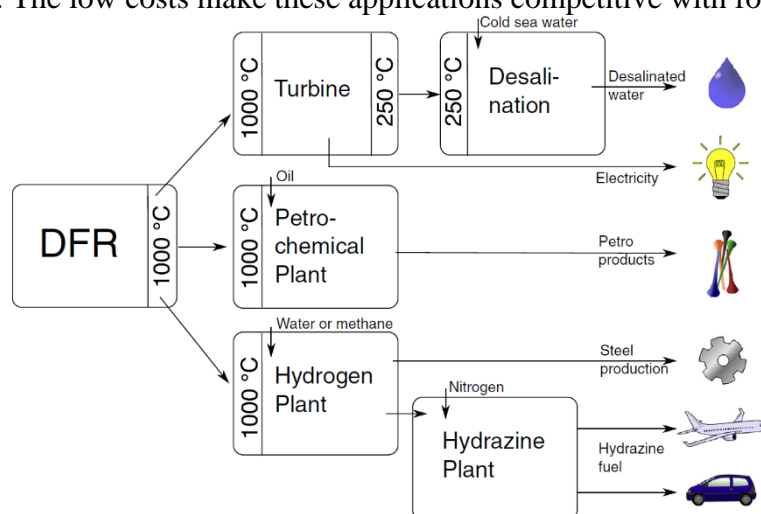 . The low costs make these applications competitive with fo
Cold sea water
1000 °C
Turbine
250 °C
250 °C
Desali-
nation
Desalinated
water
Electricity
DFR
1000 °C
Oil
1000 °C
Petro-
chemical
Plant
Petro
products
Water or methane
1000 °C
Hydrogen
Plant
Steel
production
Nitrogen
Hydrazine
Plant
Hydrazine
fuel